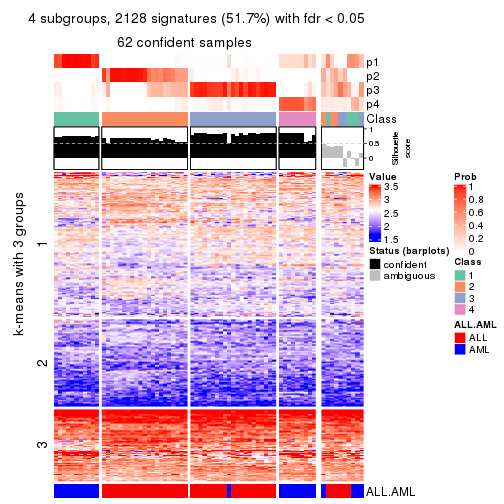 4 subgroups, 2128 signatures (51.7%) with fdr < 0.05
62 confident samples
p1
p2
p3
p4
Class
1
0.5
0
Silhouette
score
k-means with 3 groups
1
2
3
ALL.AML
Value
3.5
3
2.5
2
1.5
Status (barplots)
confident
ambiguous
Prob
1
0.8
0.6
0.4
0.2
0
Class
1
2
3
4
ALL.AML
ALL
AML